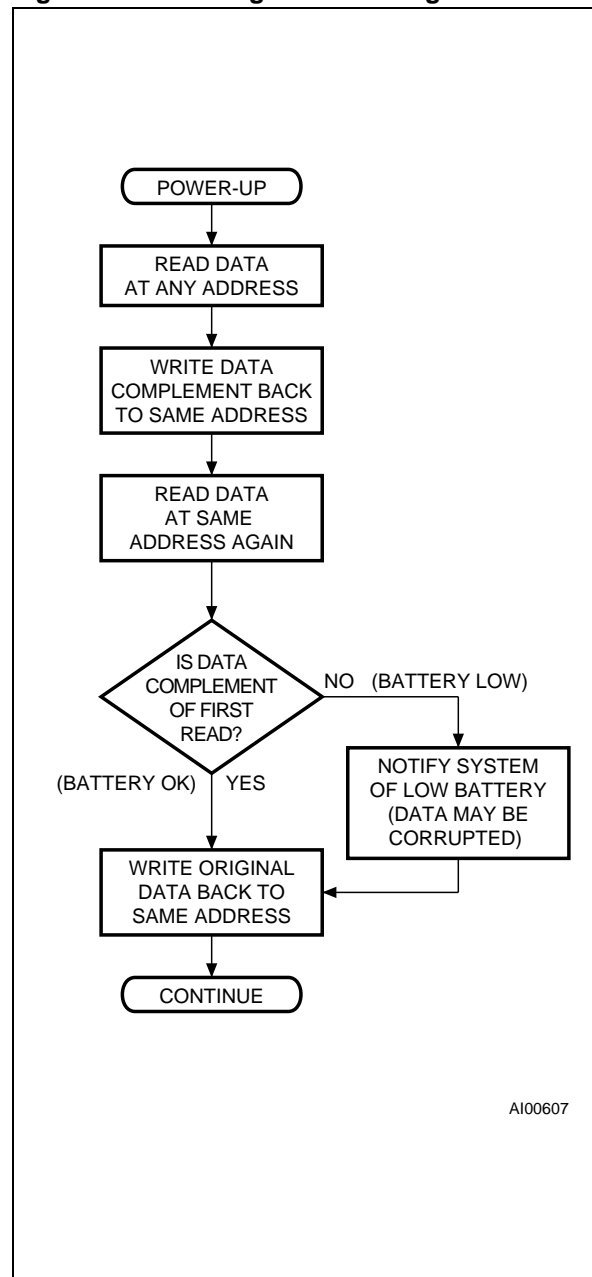 POWER-UP
READ DATA
AT ANY ADDRESS
WRITE DATA
COMPLEMENT BACK
TO SAME ADDRESS
READ DATA
AT SAME
ADDRESS AGAIN
IS DATA
COMPLEMENT
OF FIRST
READ?
NO (BATTERY LOW)
(BATTERY OK) YES
NOTIFY SYSTEM
OF LOW BATTERY
(DATA MAY BE
CORRUPTED)
WRITE ORIGINAL
DATA BACK TO
SAME ADDRESS
CONTINUE
AI00607